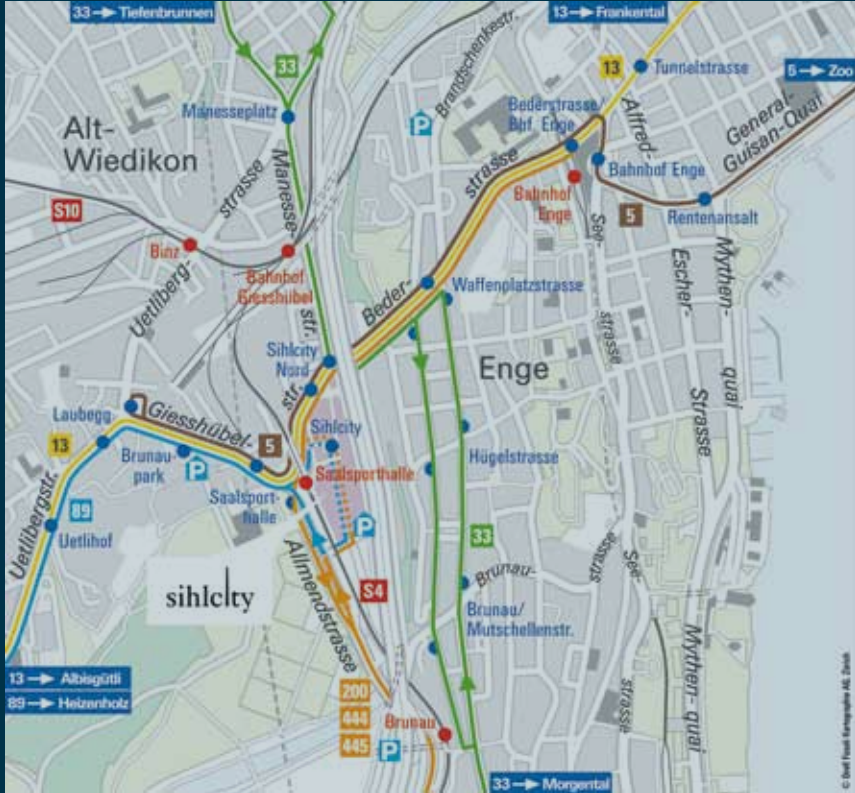 33 → Tiefenbrunnen
13 → Frankental
5 → Zoo
33
13
Tunnelstrasse
Brandschenkestr.
Manesseplatz
Bederstrasse/
Bhf. Enge
Alfred-
Escher-
Strasse
General-
Guisan-Quai
Alt-
Wiedikon
Bahnhof Enge
Bahnhof
Enge
5
Rentenansalt
S10
Binz
Uetliberg-
strasse
Manesse-
str.
Bahnhof
Giesshübel
Beder-
strasse
Waffenplatzstrasse
See-
strasse
Mythen-
quai
Sihlcity
Nord
str.
Enge
Laubegg
Giesshübel-
5
Sihlcity
13
Brunau-
park
P
Saalsporthalle
Hügelstrasse
Saalsport-
halle
Uetlibergstr.
89
Uetlihof
P
33
sihlcity
Allmendstrasse
S4
Brunau-
strasse
See-
strasse
Brunau/
Mutschellenstr.
Mythen- quai
13 → Albisgütli
89 → Heizenholz
200
444
445
Brunau
P
P
33 → Morgental
© Orell Füssli Kartographie AG, Zürich